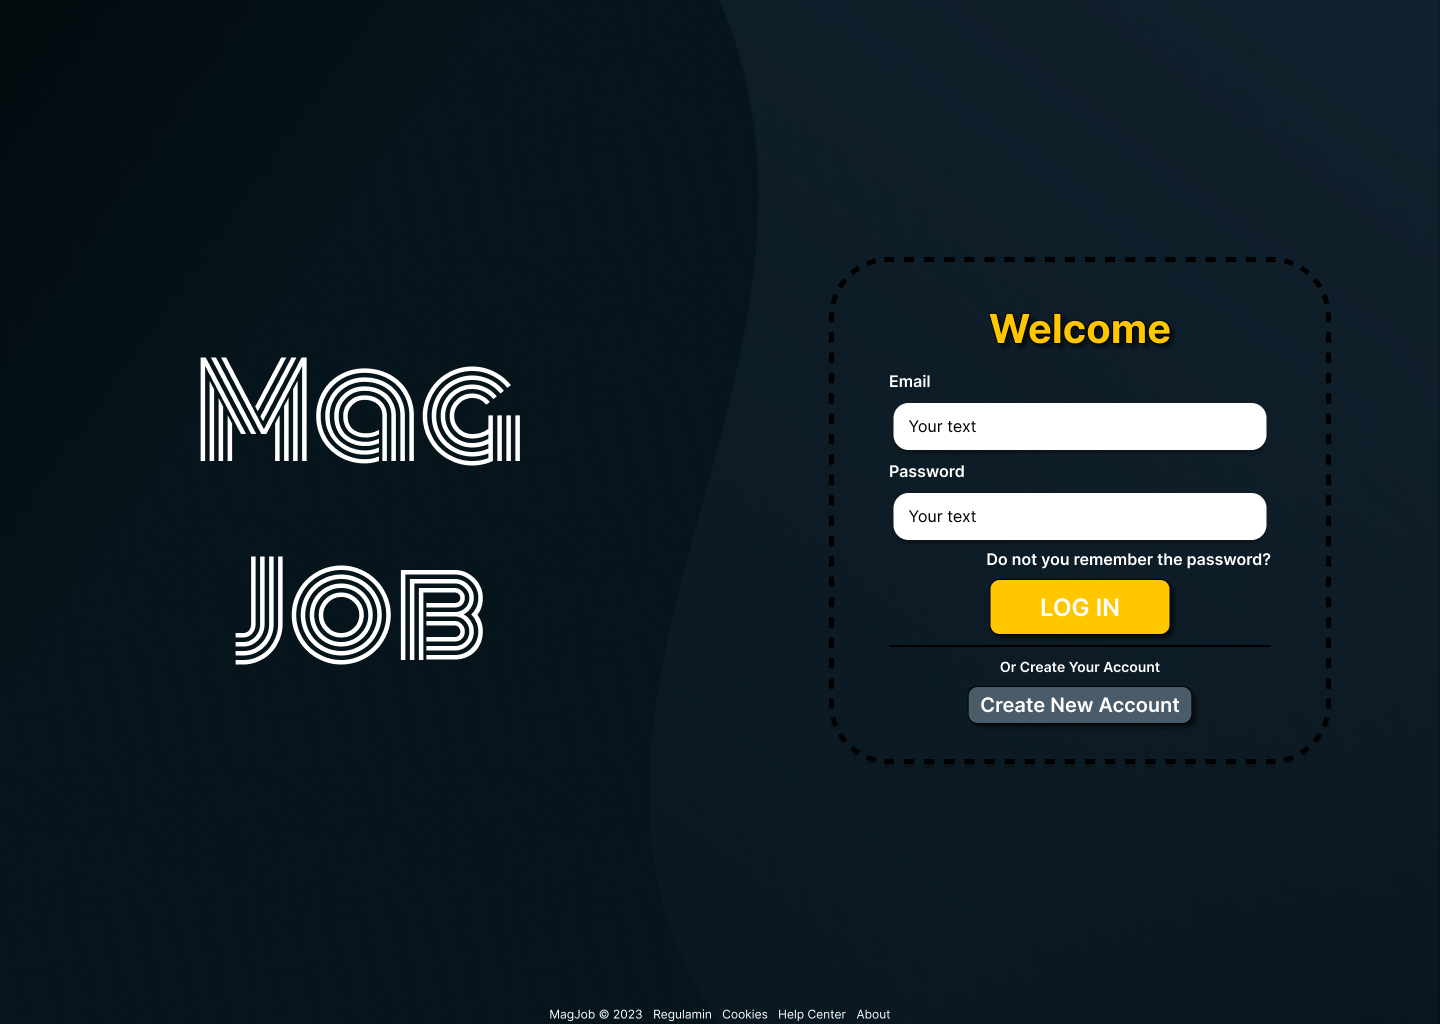 Mag
Job
Welcome
Email
Your text
Password
Your text
Do not you remember the password?
LOG IN
Or Create Your Account
Create New Account
MagJob © 2023 Regulamin Cookies Help Center About